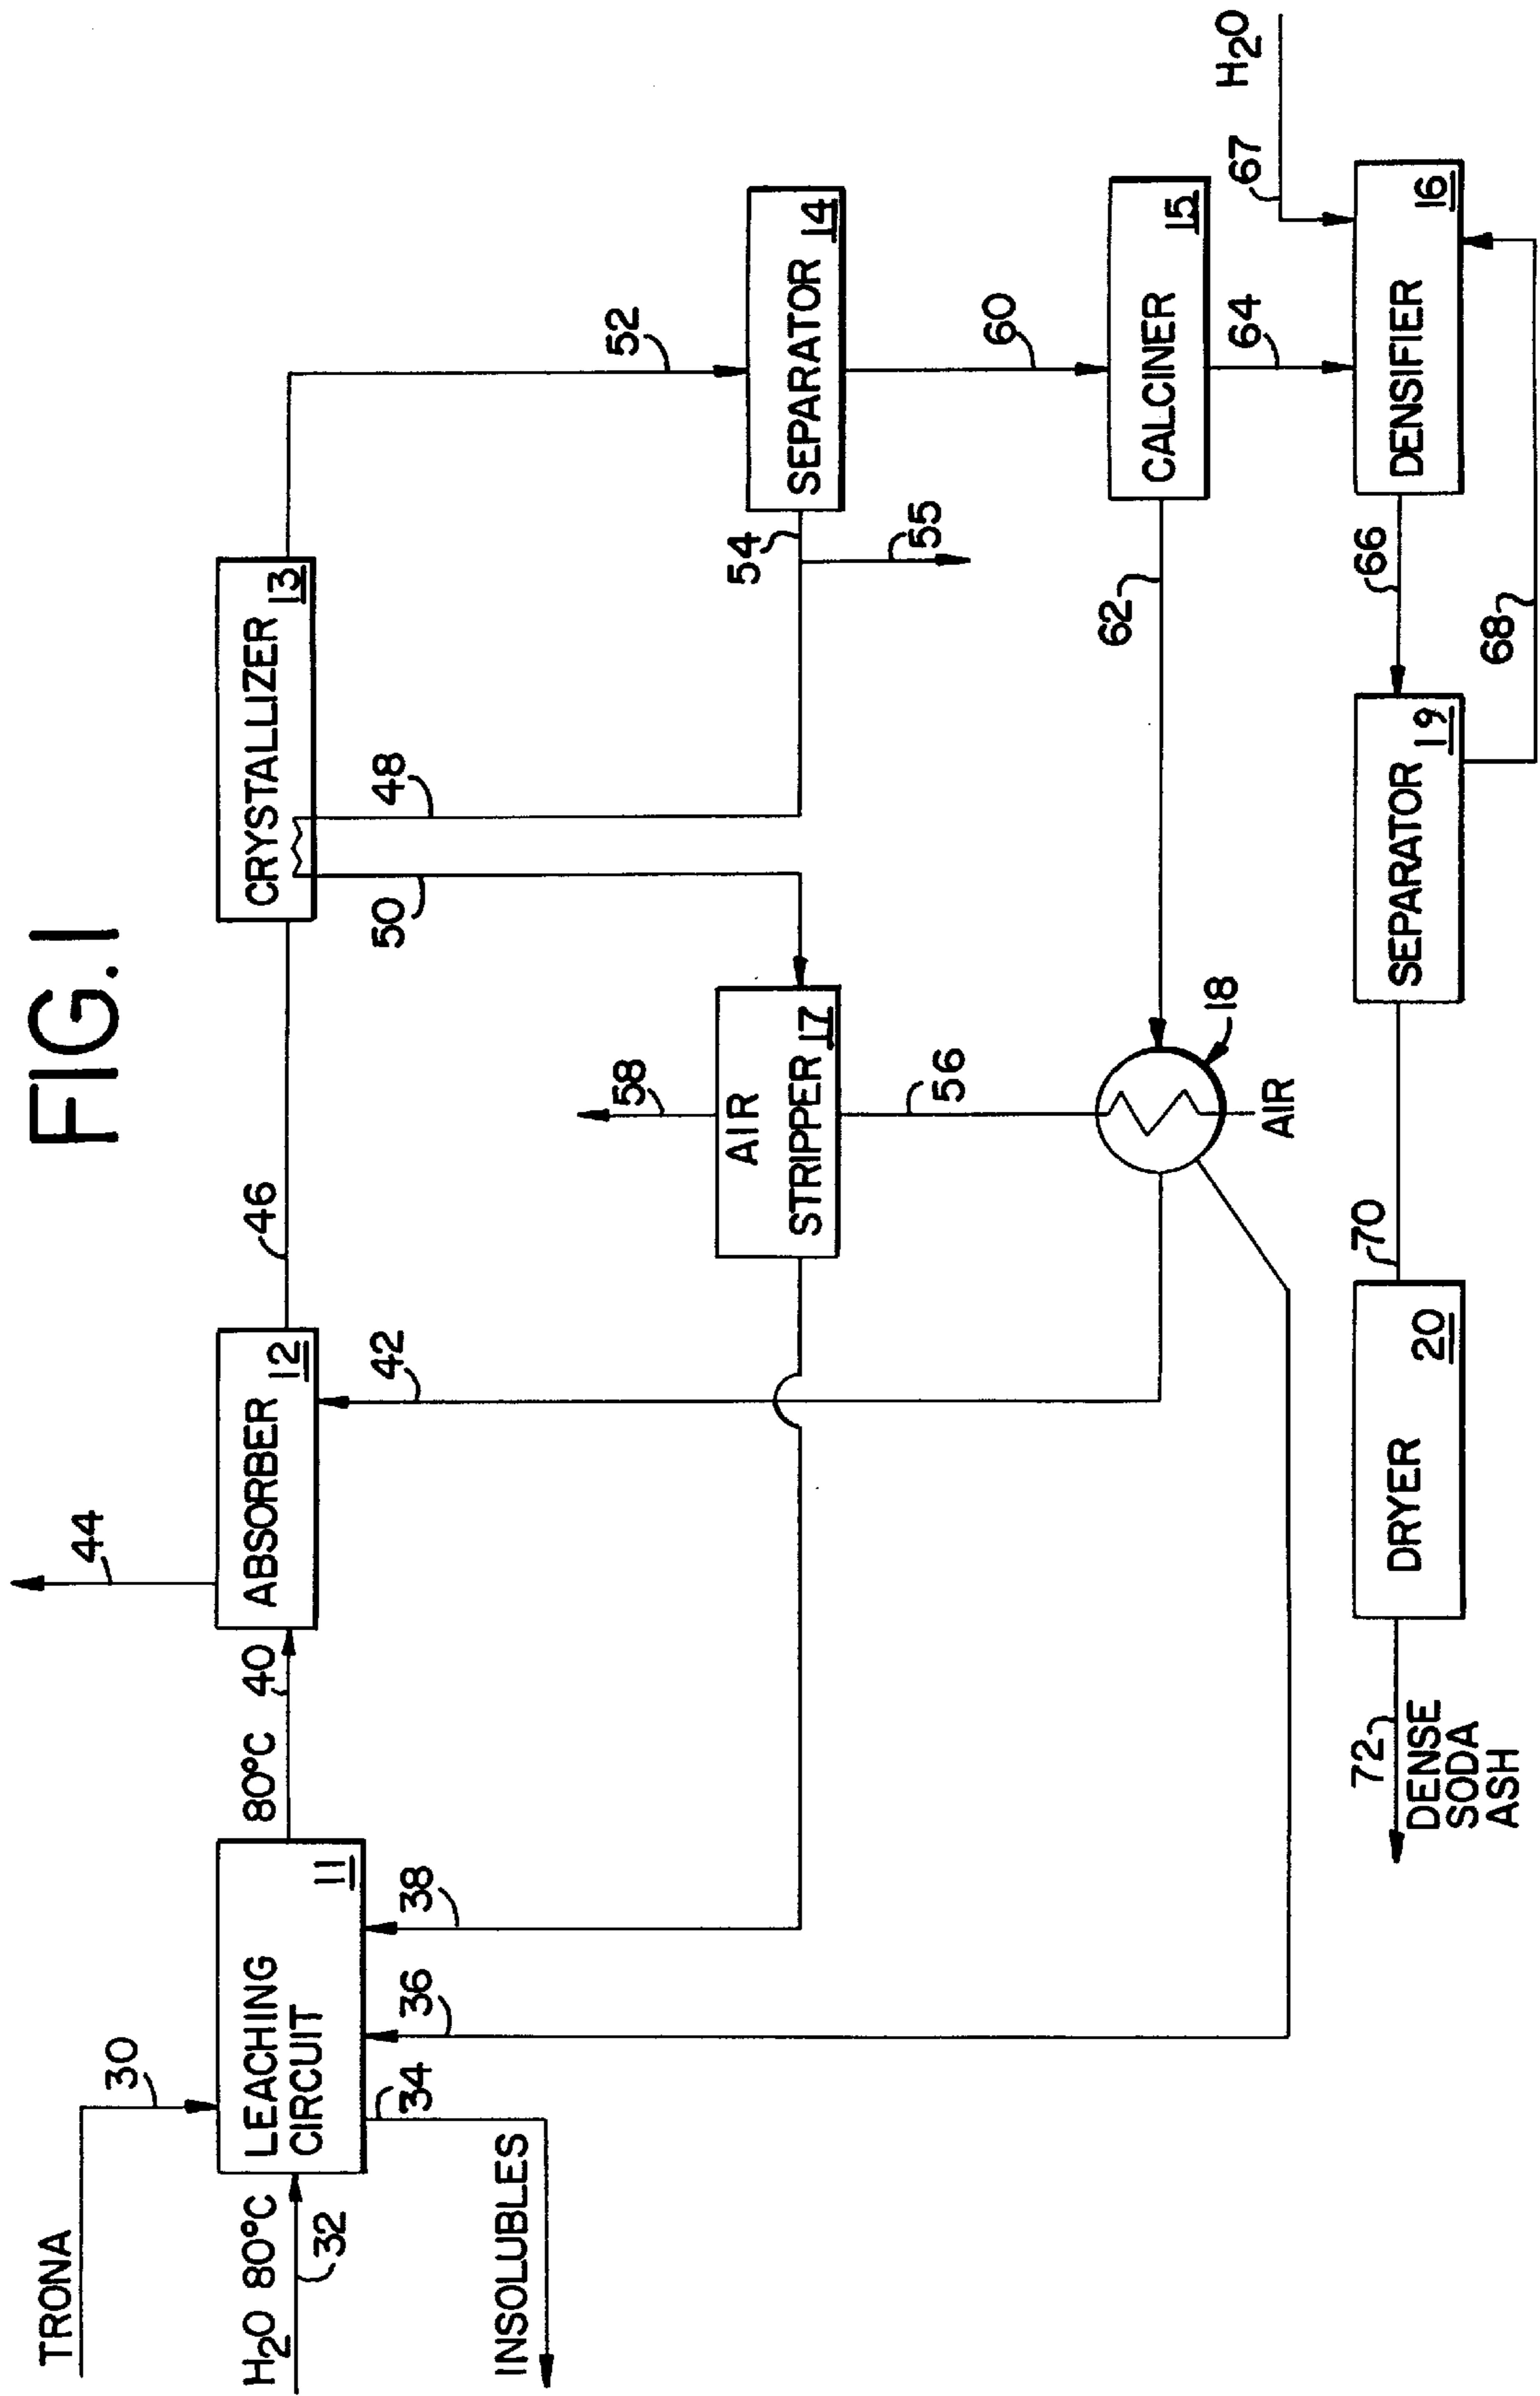 FIG. 1
TRONA
30
H2O 80°C
32
LEACHING
CIRCUIT
11
34
INSOLUBLES
36
38
80°C
40
ABSORBER
12
44
42
46
CRYSTALLIZER
13
50
48
52
SEPARATOR
14
54
55
AIR
STRIPPER
17
58
56
60
CALCINER
15
62
18
AIR
64
67
H2O
DENSIFIER
16
66
68
SEPARATOR
19
70
DRYER
20
72
DENSE
SODA
ASH